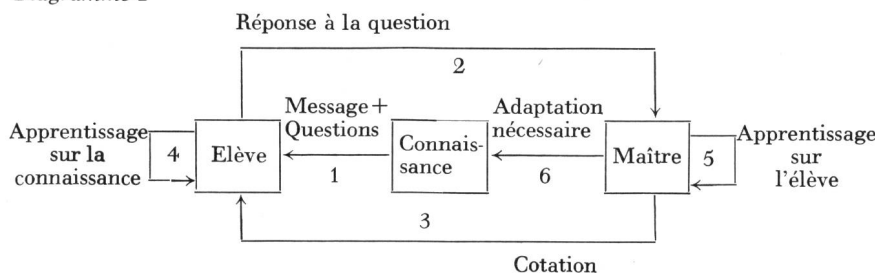 Réponse à la question
2
Message+
Questions
Adaptation
nécessaire
Apprentissage
sur la
connaissance
4
Elève
Connais-
sance
Maître
5
Apprentissage
sur
l'élève
1
6
3
Cotation